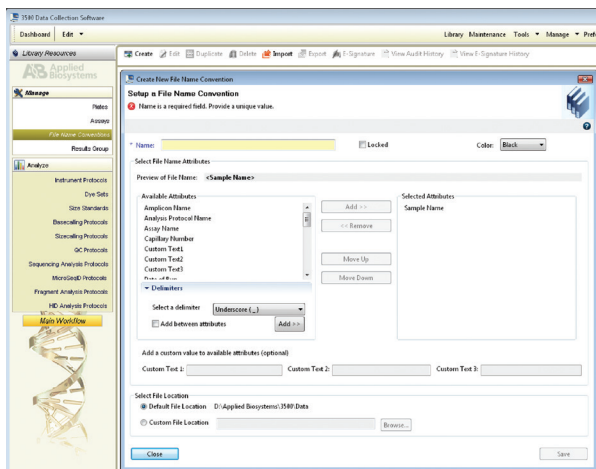 3500 Data Collection Software
Dashboard Edit Library Maintenance Tools Manage Pref
Library Resources
Create Edit Duplicate Delete Import Export E-Signature View Audit History View E-Signature History
AB Applied Biosystems
Manage
Plates
Assays
File Name Conventions
Results Group
Analyze
Instrument Protocols
Dye Sets
Size Standards
Basecalling Protocols
Sizecalling Protocols
QC Protocols
Sequencing Analysis Protocols
MicroSeqID Protocols
Fragment Analysis Protocols
HID Analysis Protocols
Main Workflow
Create New File Name Convention
Setup a File Name Convention
Name is a required field. Provide a unique value.
* Name: Locked Color: Black
Select File Name Attributes
Preview of File Name: <Sample Name>
Available Attributes
Amplicon Name
Analysis Protocol Name
Assay Name
Capillary Number
Custom Text1
Custom Text2
Custom Text3
Date of Run
Add >>
<< Remove
Move Up
Move Down
Selected Attributes
Sample Name
Delimiters
Select a delimiter Underscore (_)
Add between attributes Add >>
Add a custom value to available attributes (optional)
Custom Text 1: Custom Text 2: Custom Text 3:
Select File Location
Default File Location D:\Applied Biosystems\3500\Data
Custom File Location Browse...
Close Save